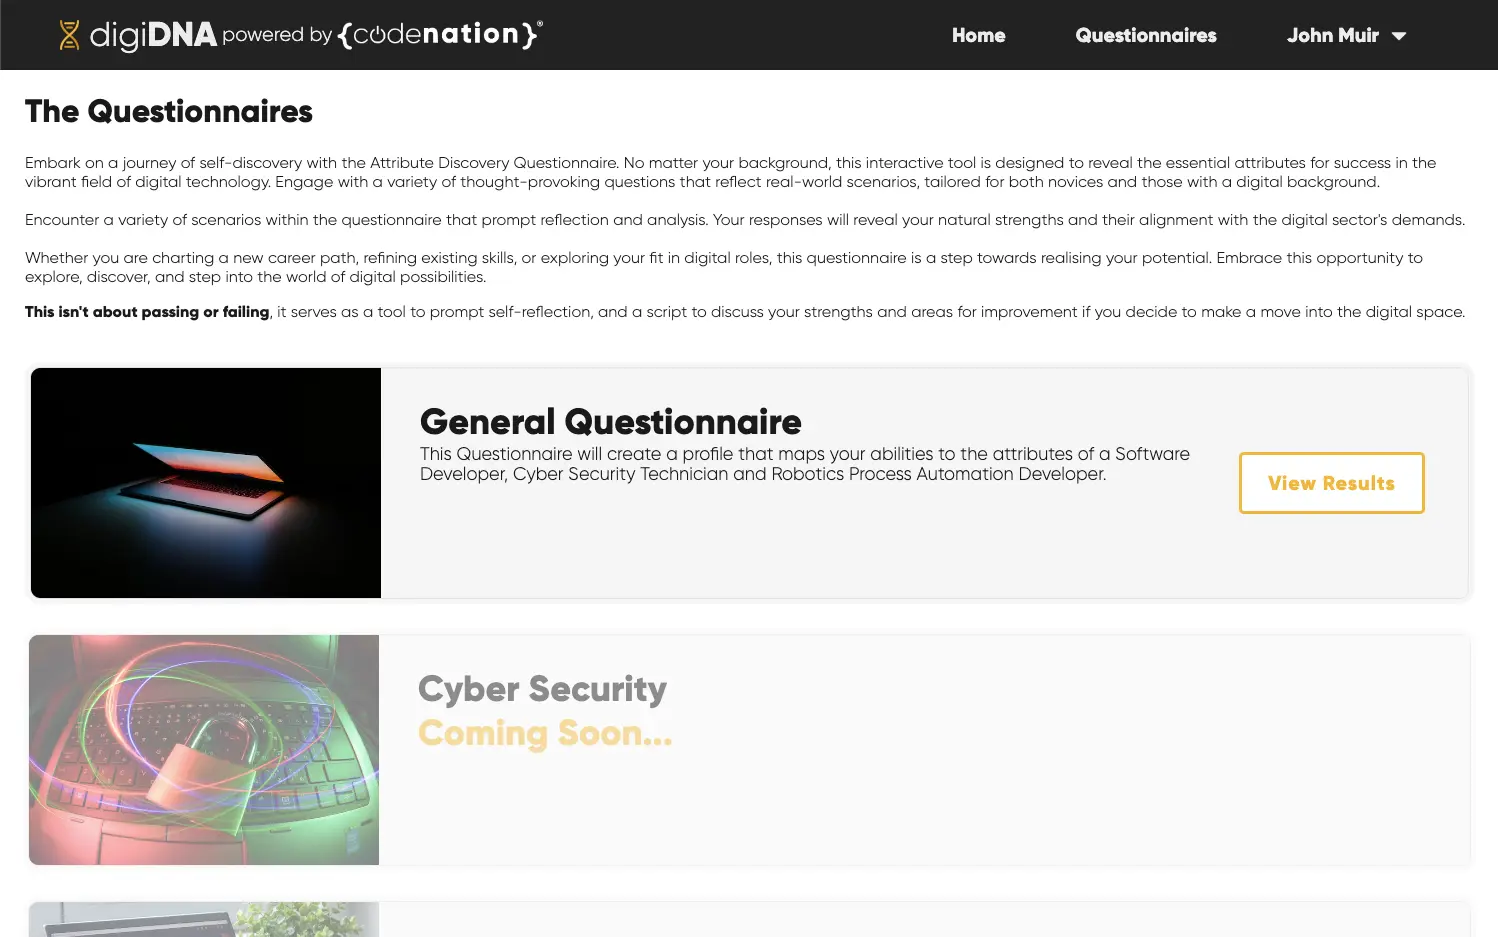 digiDNA powered by {codenation}®
Home
Questionnaires
John Muir
The Questionnaires
Embark on a journey of self-discovery with the Attribute Discovery Questionnaire. No matter your background, this interactive tool is designed to reveal the essential attributes for success in the
vibrant field of digital technology. Engage with a variety of thought-provoking questions that reflect real-world scenarios, tailored for both novices and those with a digital background.
Encounter a variety of scenarios within the questionnaire that prompt reflection and analysis. Your responses will reveal your natural strengths and their alignment with the digital sector's demands.
Whether you are charting a new career path, refining existing skills, or exploring your fit in digital roles, this questionnaire is a step towards realising your potential. Embrace this opportunity to
explore, discover, and step into the world of digital possibilities.
This isn't about passing or failing, it serves as a tool to prompt self-reflection, and a script to discuss your strengths and areas for improvement if you decide to make a move into the digital space.
General Questionnaire
This Questionnaire will create a profile that maps your abilities to the attributes of a Software
Developer, Cyber Security Technician and Robotics Process Automation Developer.
View Results
Cyber Security
Coming Soon...